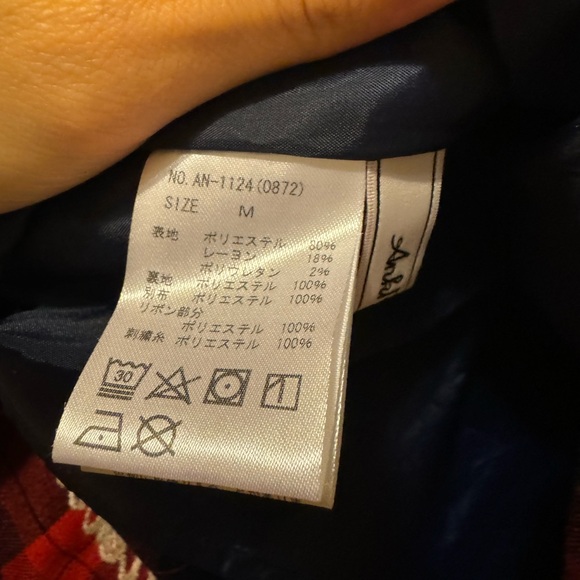 NO. AN-1124(0872)
SIZE M
表地 ポリエステル 80%
レーヨン 18%
ポリウレタン 2%
裏地 ポリエステル 100%
別布 ポリエステル 100%
リボン部分
ポリエステル 100%
刺繍糸 ポリエステル 100%
30